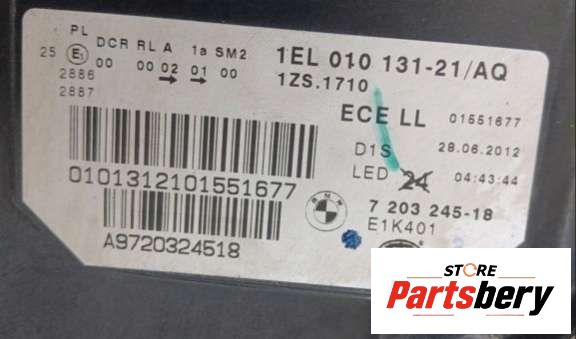 PL DCR RL A 1a SM2
25 E1 00 00 02 01 00
2886
2887
1EL 010 131-21/AQ
1ZS.1710
ECE LL 01551677
D1S 28.06.2012
LED 24 04:43:44
0101312101551677
7 203 245-18
E1K401
A9720324518
STORE
Partsbery